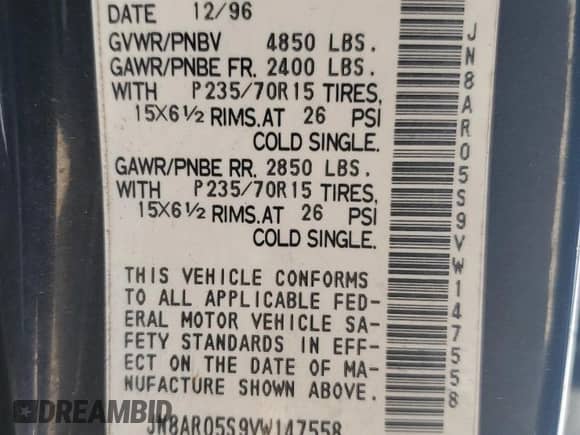 DATE 12/96
GVWR/PNBV 4850 LBS.
GAWR/PNBE FR. 2400 LBS.
WITH P235/70R15 TIRES,
15X6½ RIMS.AT 26 PSI
COLD SINGLE.
GAWR/PNBE RR. 2850 LBS.
WITH P235/70R15 TIRES,
15X6½ RIMS.AT 26 PSI
COLD SINGLE.
THIS VEHICLE CONFORMS
TO ALL APPLICABLE FED-
ERAL MOTOR VEHICLE SA-
FETY STANDARDS IN EFF-
ECT ON THE DATE OF MA-
NUFACTURE SHOWN ABOVE.
JN8AR05S9VW147558
JN8AR05S9VW147558
DREAMBID
.COM